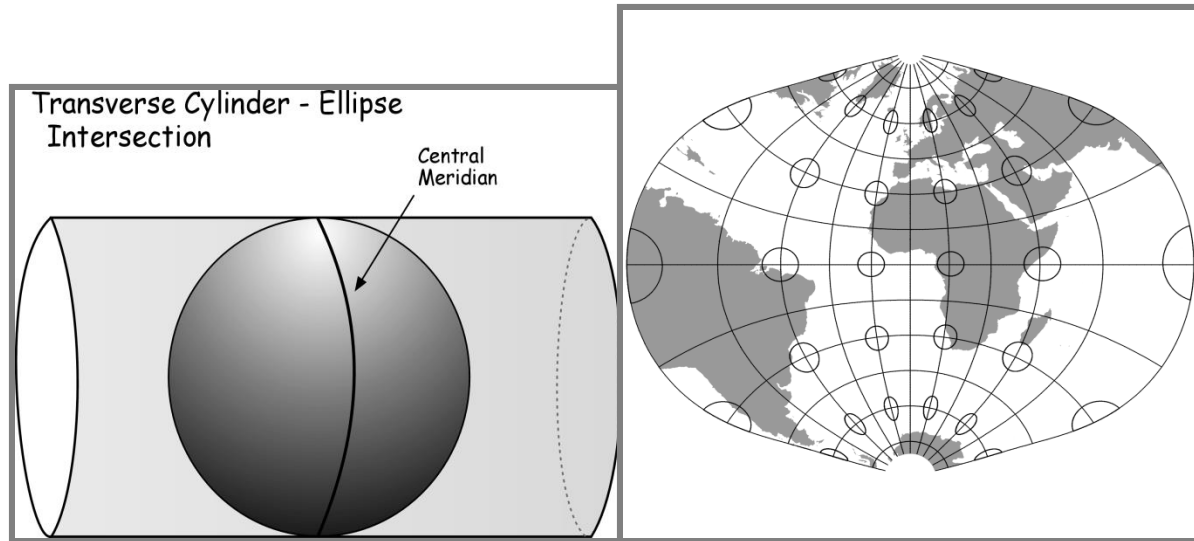 Transverse Cylinder - Ellipse
Intersection
Central
Meridian